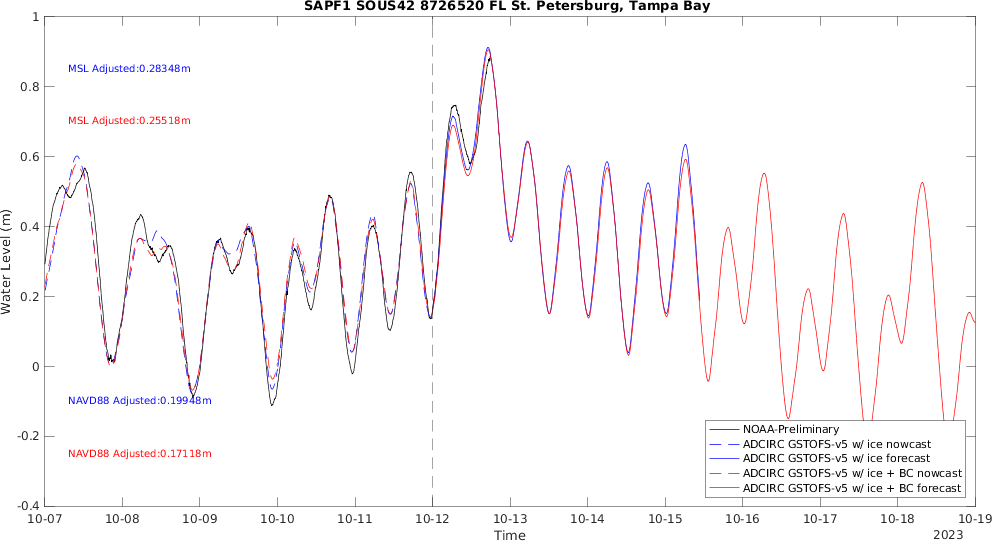 SAPF1 SOUS42 8726520 FL St. Petersburg, Tampa Bay
1
0.8
0.6
0.4
0.2
0
-0.2
-0.4
Water Level (m)
MSL Adjusted:0.28348m
MSL Adjusted:0.25518m
NAVD88 Adjusted:0.19948m
NAVD88 Adjusted:0.17118m
NOAA-Preliminary
ADCIRC GSTOFS-v5 w/ ice nowcast
ADCIRC GSTOFS-v5 w/ ice forecast
ADCIRC GSTOFS-v5 w/ ice + BC nowcast
ADCIRC GSTOFS-v5 w/ ice + BC forecast
10-07 10-08 10-09 10-10 10-11 10-12 10-13 10-14 10-15 10-16 10-17 10-18 10-19
Time
2023